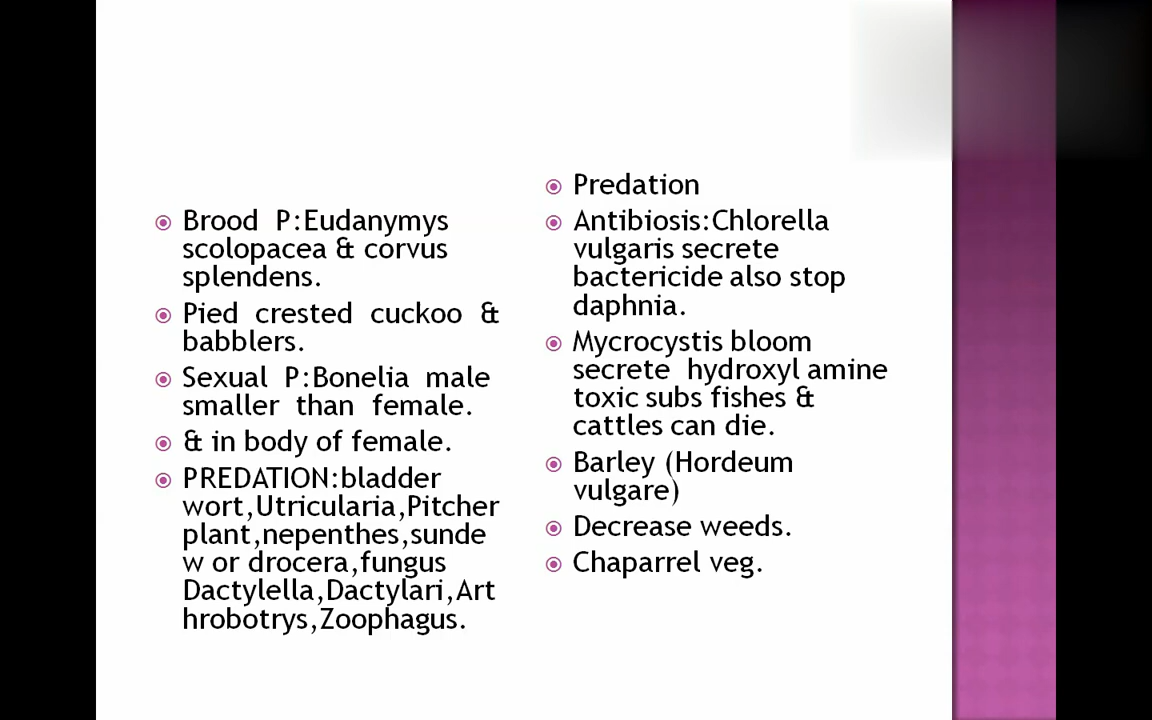 Brood P:Eudanymys
scolopacea & corvus
splendens.
Pied crested cuckoo &
babblers.
Sexual P:Bonelia male
smaller than female.
& in body of female.
PREDATION:bladder
wort,Utricularia,Pitcher
plant,nepenthes,sunde
w or drocera,fungus
Dactylella,Dactylari,Art
hrobotrys,Zoophagus.
Predation
Antibiosis:Chlorella
vulgaris secrete
bactericide also stop
daphnia.
Mycrocystis bloom
secrete hydroxyl amine
toxic subs fishes &
cattles can die.
Barley (Hordeum
vulgare)
Decrease weeds.
Chaparrel veg.